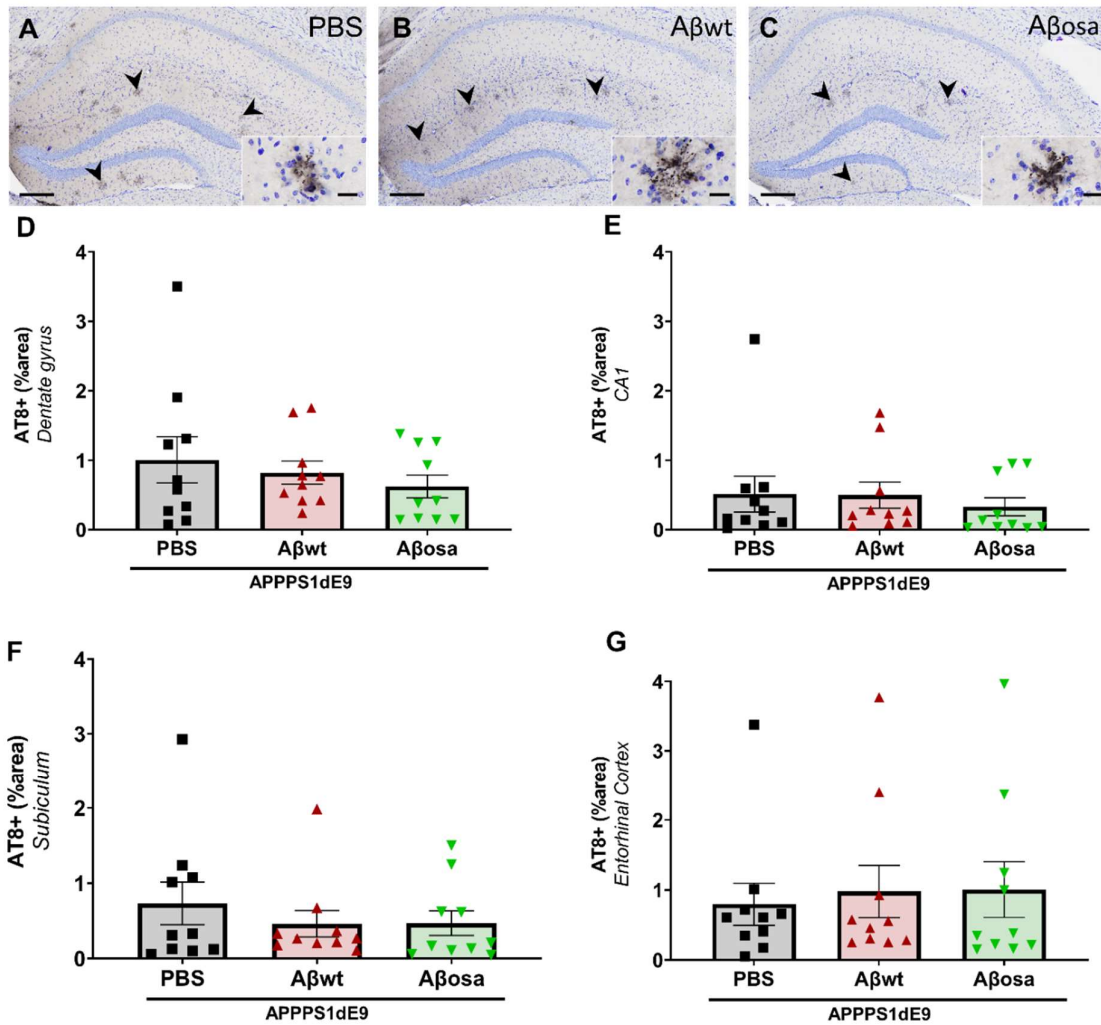 A PBS
B Aβwt
C Aβosa
D
AT8+ (%area)
Dentate gyrus
4
3
2
1
0
PBS Aβwt Aβosa
APPPS1dE9
E
AT8+ (%area)
CA1
4
3
2
1
0
PBS Aβwt Aβosa
APPPS1dE9
F
AT8+ (%area)
Subiculum
4
3
2
1
0
PBS Aβwt Aβosa
APPPS1dE9
G
AT8+ (%area)
Entorhinal Cortex
4
3
2
1
0
PBS Aβwt Aβosa
APPPS1dE9